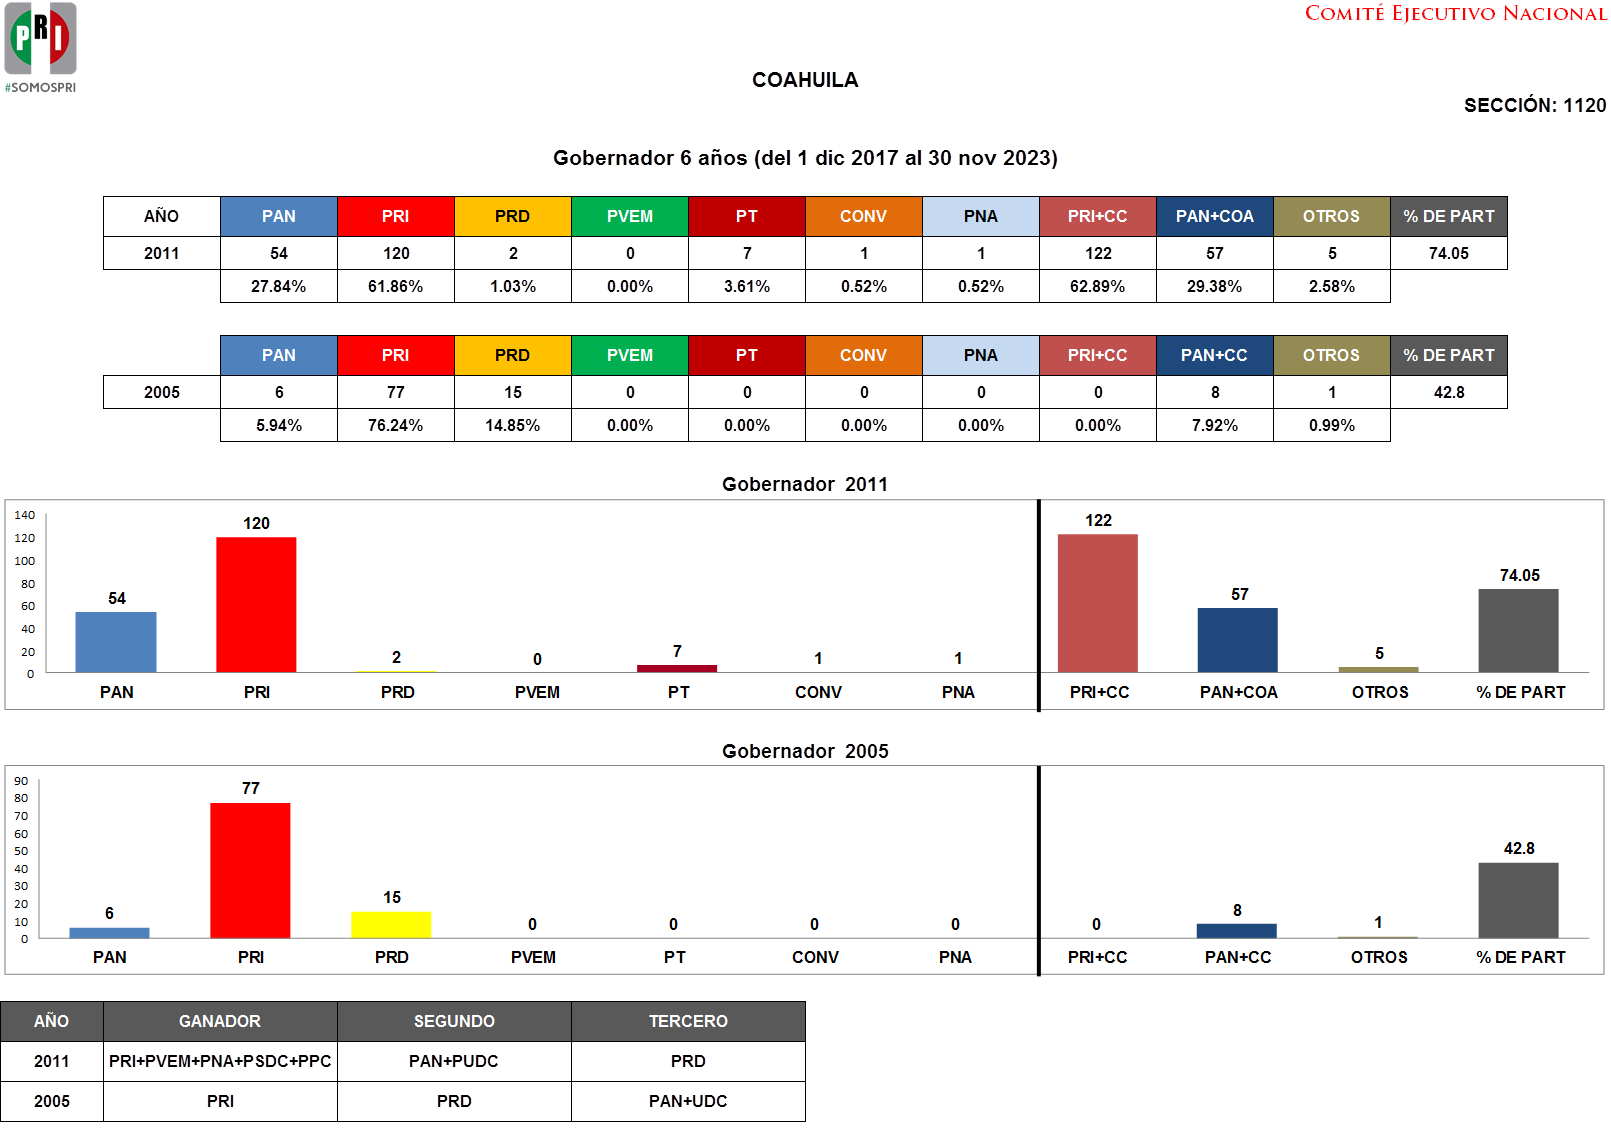 PRI
#SOMOSPRI
COMITÉ EJECUTIVO NACIONAL
COAHUILA
SECCIÓN: 1120
Gobernador 6 años (del 1 dic 2017 al 30 nov 2023)
AÑO PAN PRI PRD PVEM PT CONV PNA PRI+CC PAN+COA OTROS % DE PART
2011 54 120 2 0 7 1 1 122 57 5 74.05
27.84% 61.86% 1.03% 0.00% 3.61% 0.52% 0.52% 62.89% 29.38% 2.58%
PAN PRI PRD PVEM PT CONV PNA PRI+CC PAN+CC OTROS % DE PART
2005 6 77 15 0 0 0 0 0 8 1 42.8
5.94% 76.24% 14.85% 0.00% 0.00% 0.00% 0.00% 0.00% 7.92% 0.99%
Gobernador 2011
140
120
100
80
60
40
20
0
54 120 2 0 7 1 1 122 57 5 74.05
PAN PRI PRD PVEM PT CONV PNA PRI+CC PAN+COA OTROS % DE PART
Gobernador 2005
90
80
70
60
50
40
30
20
10
0
6 77 15 0 0 0 0 0 8 1 42.8
PAN PRI PRD PVEM PT CONV PNA PRI+CC PAN+CC OTROS % DE PART
AÑO GANADOR SEGUNDO TERCERO
2011 PRI+PVEM+PNA+PSDC+PPC PAN+PUDC PRD
2005 PRI PRD PAN+UDC